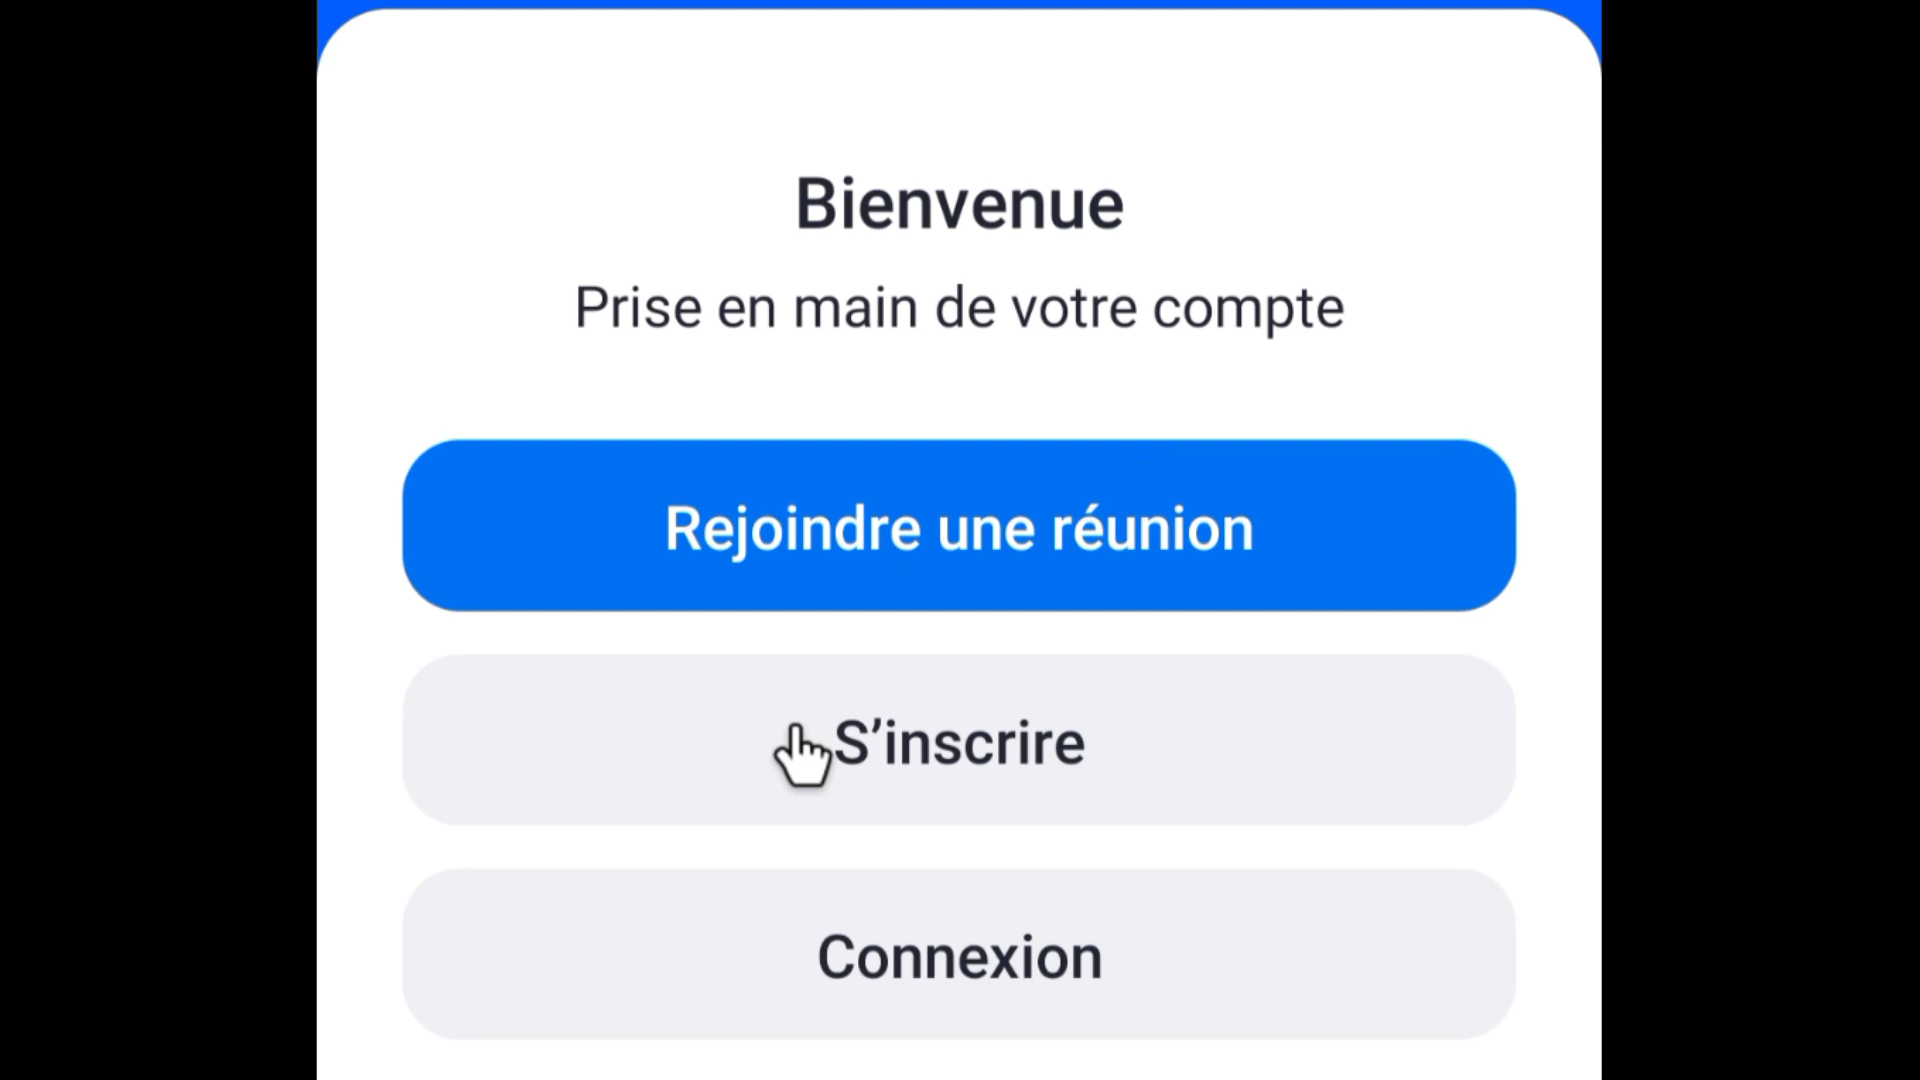 Bienvenue
Prise en main de votre compte
Rejoindre une réunion
S’inscrire
Connexion